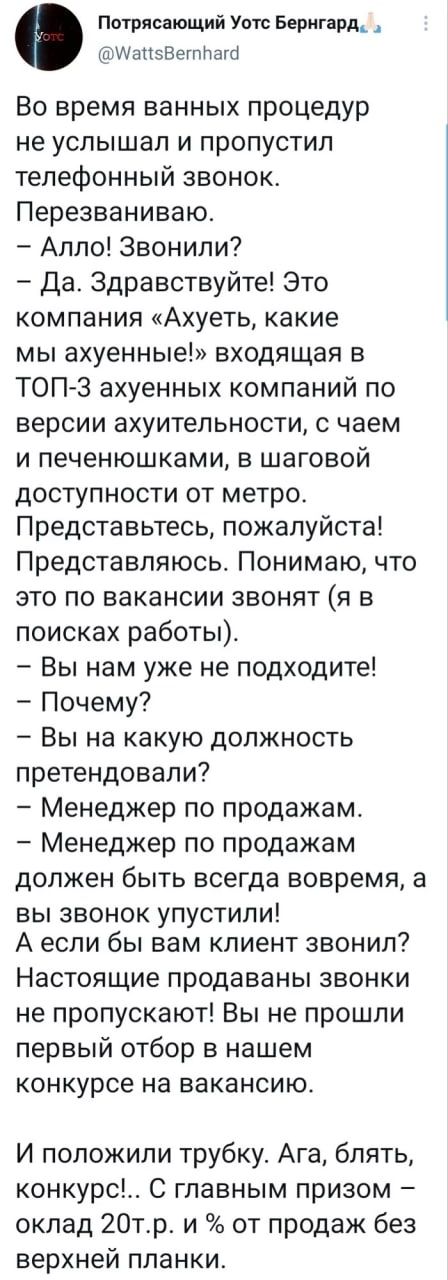 Уотс
Потрясающий Уотс Бернгард🙏🏻
@WattsBernhard
Во время ванных процедур
не услышал и пропустил
телефонный звонок.
Перезваниваю.
– Алло! Звонили?
– Да. Здравствуйте! Это
компания «Ахуеть, какие
мы ахуенные!» входящая в
ТОП-3 ахуенных компаний по
версии ахуительности, с чаем
и печенюшками, в шаговой
доступности от метро.
Представьтесь, пожалуйста!
Представляюсь. Понимаю, что
это по вакансии звонят (я в
поисках работы).
– Вы нам уже не подходите!
– Почему?
– Вы на какую должность
претендовали?
– Менеджер по продажам.
– Менеджер по продажам
должен быть всегда вовремя, а
вы звонок упустили!
А если бы вам клиент звонил?
Настоящие продаваны звонки
не пропускают! Вы не прошли
первый отбор в нашем
конкурсе на вакансию.
И положили трубку. Ага, блять,
конкурс!.. С главным призом –
оклад 20т.р. и % от продаж без
верхней планки.